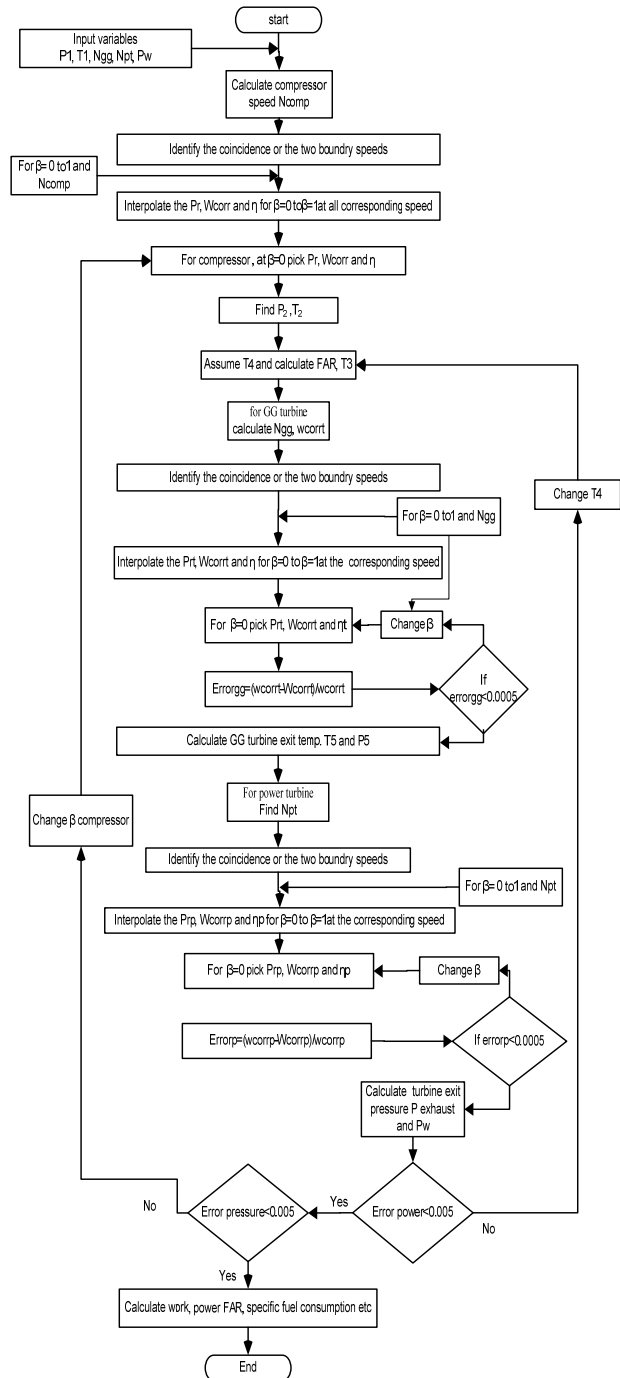 start
Input variables
P1, T1, Ngg, Npt, Pw
Calculate compressor
speed Ncomp
Identify the coincidence or the two boundry speeds
For β= 0 to1 and
Ncomp
Interpolate the Pr, Wcorr and η for β=0 to β=1at all corresponding speed
For compressor, at β=0 pick Pr, Wcorr and η
Find P₂ ,T₂
Assume T4 and calculate FAR, T3
for GG turbine
calculate Ngg, wcorrt
Identify the coincidence or the two boundry speeds
Change T4
For β= 0 to1 and Ngg
Interpolate the Prt, Wcorrt and η for β=0 to β=1at the corresponding speed
For β=0 pick Prt, Wcorrt and ηt
Change β
Errorgg=(wcorrt-Wcorrt)/wcorrt
If
errorgg<0.0005
Calculate GG turbine exit temp. T5 and P5
For power turbine
Find Npt
Change β compressor
Identify the coincidence or the two boundry speeds
For β= 0 to1 and Npt
Interpolate the Prp, Wcorrp and ηp for β=0 to β=1at the corresponding speed
For β=0 pick Prp, Wcorrp and ηp
Change β
Errorp=(wcorrp-Wcorrp)/wcorrp
If errorp<0.0005
Calculate turbine exit
pressure P exhaust
and Pw
No
Error pressure<0.005
Yes
Error power<0.005
No
Yes
Calculate work, power FAR, specific fuel consumption etc
End